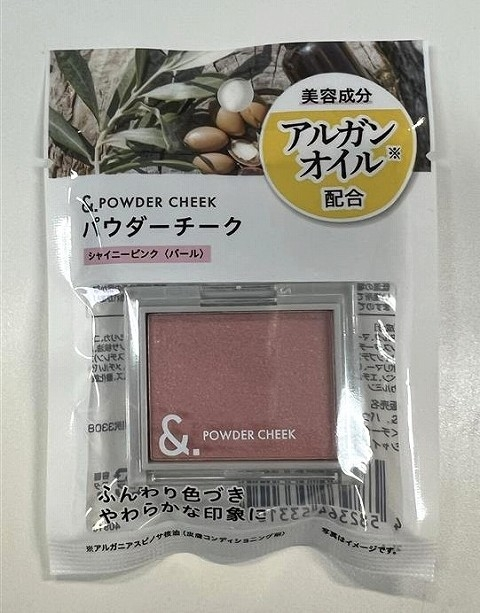 美容成分
アルガン
オイル※
配合
&.POWDER CHEEK
パウダーチーク
シャイニーピンク〈パール〉
&. POWDER CHEEK
ふんわり色づき
やわらかな印象に
※アルガニアスピノサ核油(皮膚コンディショニング剤)
写真はイメージです。